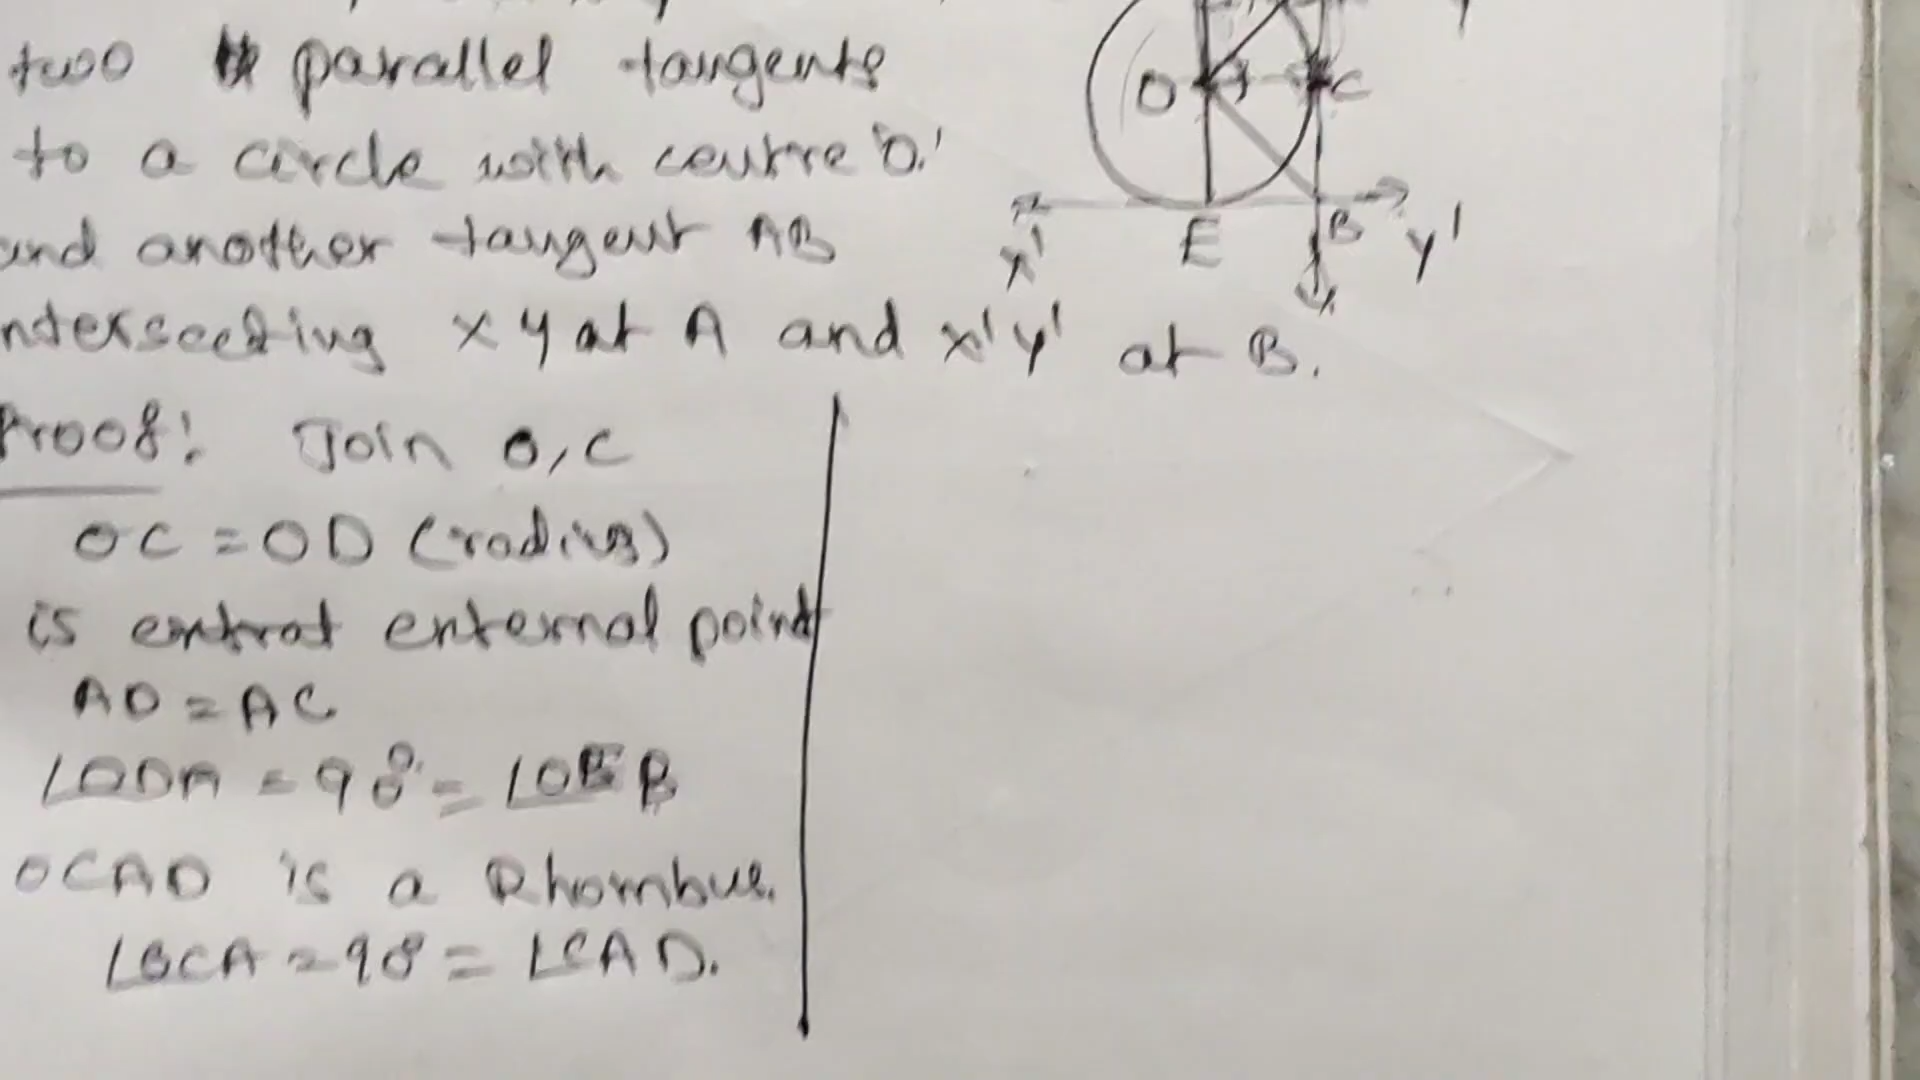 two parallel tangents
to a circle with centre 'O.'
and another tangent AB
intersecting xy at A and x'y' at B.
O
C
E
B
x'
y'
Proof: Join O,C
OC = OD (radius)
is external point
AD = AC
∠ODA = 90° = ∠OEB
OCAD is a Rhombus.
∠OCA = 90° = ∠CAD.